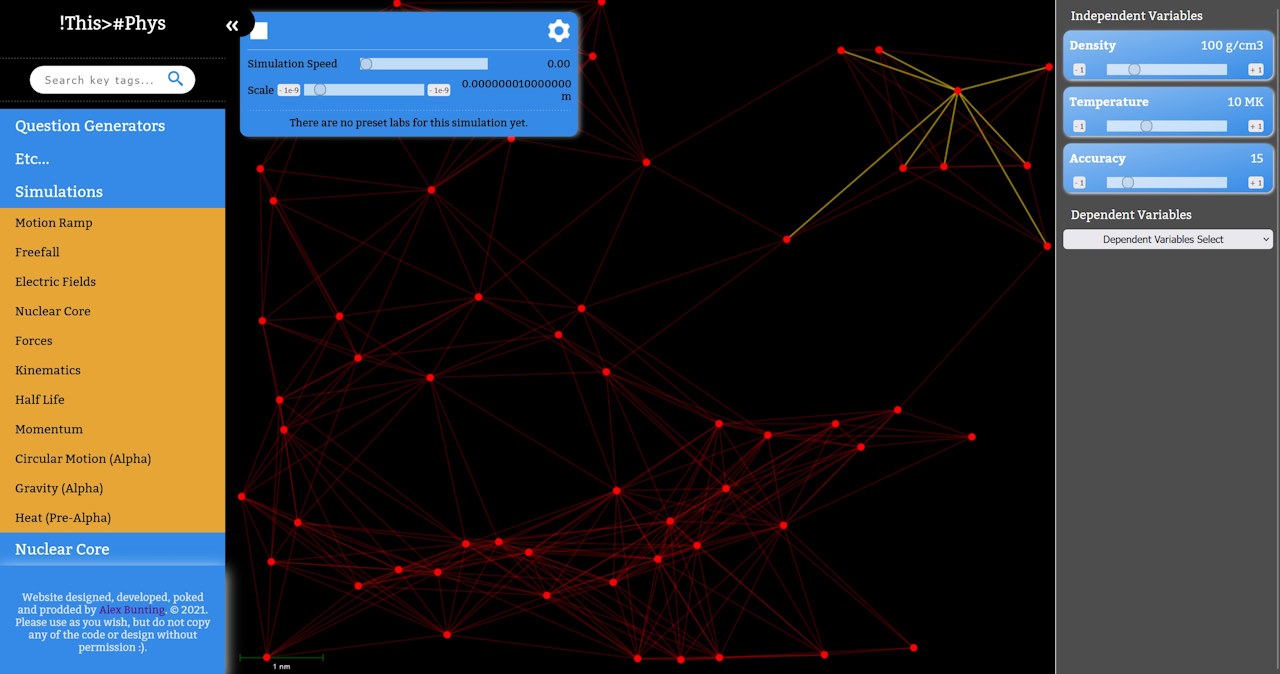 !This>#Phys
«
Search key tags...
Question Generators
Etc...
Simulations
Motion Ramp
Freefall
Electric Fields
Nuclear Core
Forces
Kinematics
Half Life
Momentum
Circular Motion (Alpha)
Gravity (Alpha)
Heat (Pre-Alpha)
Nuclear Core
Website designed, developed, poked
and prodded by Alex Bunting. © 2021.
Please use as you wish, but do not copy
any of the code or design without
permission :).
Simulation Speed 0.00
Scale - 1e-9 - 1e-9 0.000000010000000
m
There are no preset labs for this simulation yet.
1 nm
Independent Variables
Density 100 g/cm3
- 1 + 1
Temperature 10 MK
- 1 + 1
Accuracy 15
- 1 + 1
Dependent Variables
Dependent Variables Select